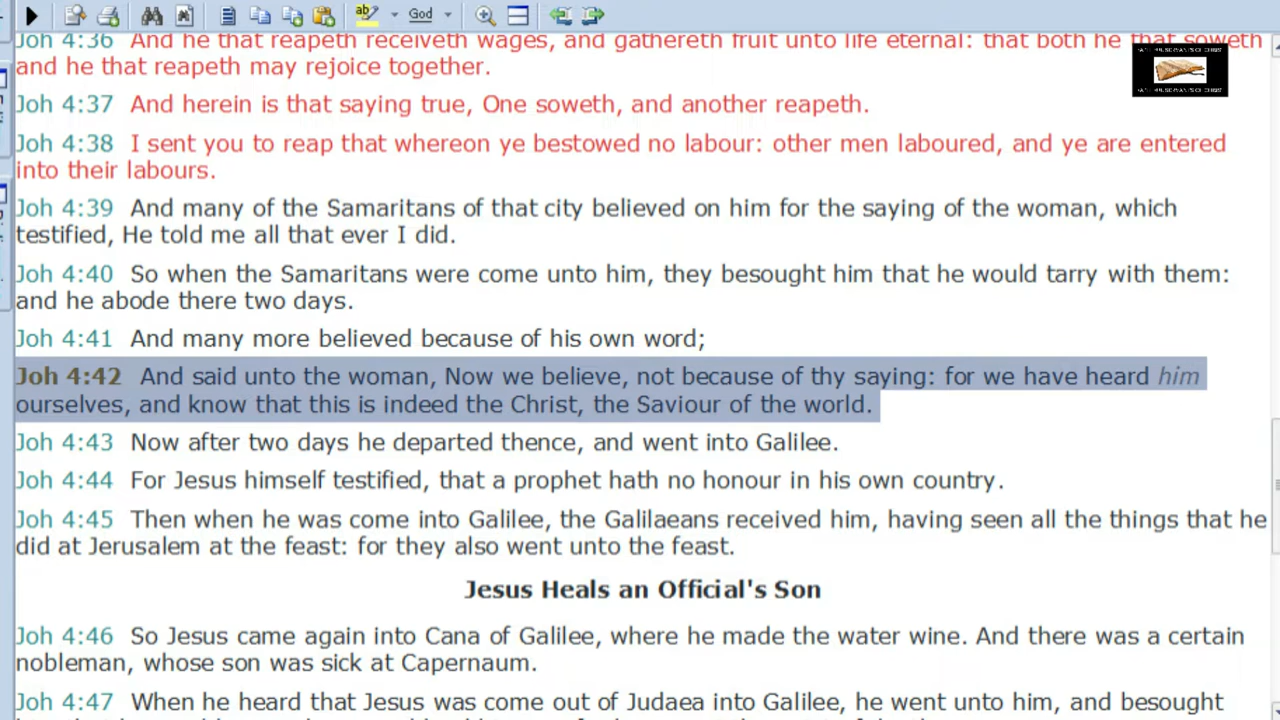 ab
God
Joh 4:36 And he that reapeth receiveth wages, and gathereth fruit unto life eternal: that both he that soweth
and he that reapeth may rejoice together.
Joh 4:37 And herein is that saying true, One soweth, and another reapeth.
Joh 4:38 I sent you to reap that whereon ye bestowed no labour: other men laboured, and ye are entered
into their labours.
Joh 4:39 And many of the Samaritans of that city believed on him for the saying of the woman, which
testified, He told me all that ever I did.
Joh 4:40 So when the Samaritans were come unto him, they besought him that he would tarry with them:
and he abode there two days.
Joh 4:41 And many more believed because of his own word;
Joh 4:42 And said unto the woman, Now we believe, not because of thy saying: for we have heard him
ourselves, and know that this is indeed the Christ, the Saviour of the world.
Joh 4:43 Now after two days he departed thence, and went into Galilee.
Joh 4:44 For Jesus himself testified, that a prophet hath no honour in his own country.
Joh 4:45 Then when he was come into Galilee, the Galilaeans received him, having seen all the things that he
did at Jerusalem at the feast: for they also went unto the feast.
Jesus Heals an Official's Son
Joh 4:46 So Jesus came again into Cana of Galilee, where he made the water wine. And there was a certain
nobleman, whose son was sick at Capernaum.
Joh 4:47 When he heard that Jesus was come out of Judaea into Galilee, he went unto him, and besought